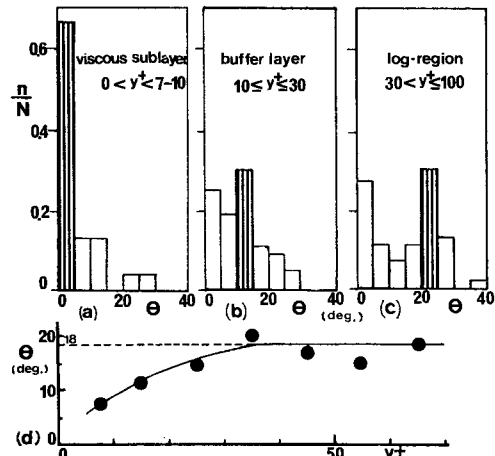 0.6
n/N
0.4
0.2
0
viscous sublayer
0 < y+ < 7-10
buffer layer
10 ≤ y+ ≤ 30
log-region
30 < y+ ≤ 100
0 20 40
(a) Θ
0 20 40
(b) Θ (deg.)
0 20 40
(c) Θ
20
Θ
(deg.)
10
0
18
(d)
0 50 y+